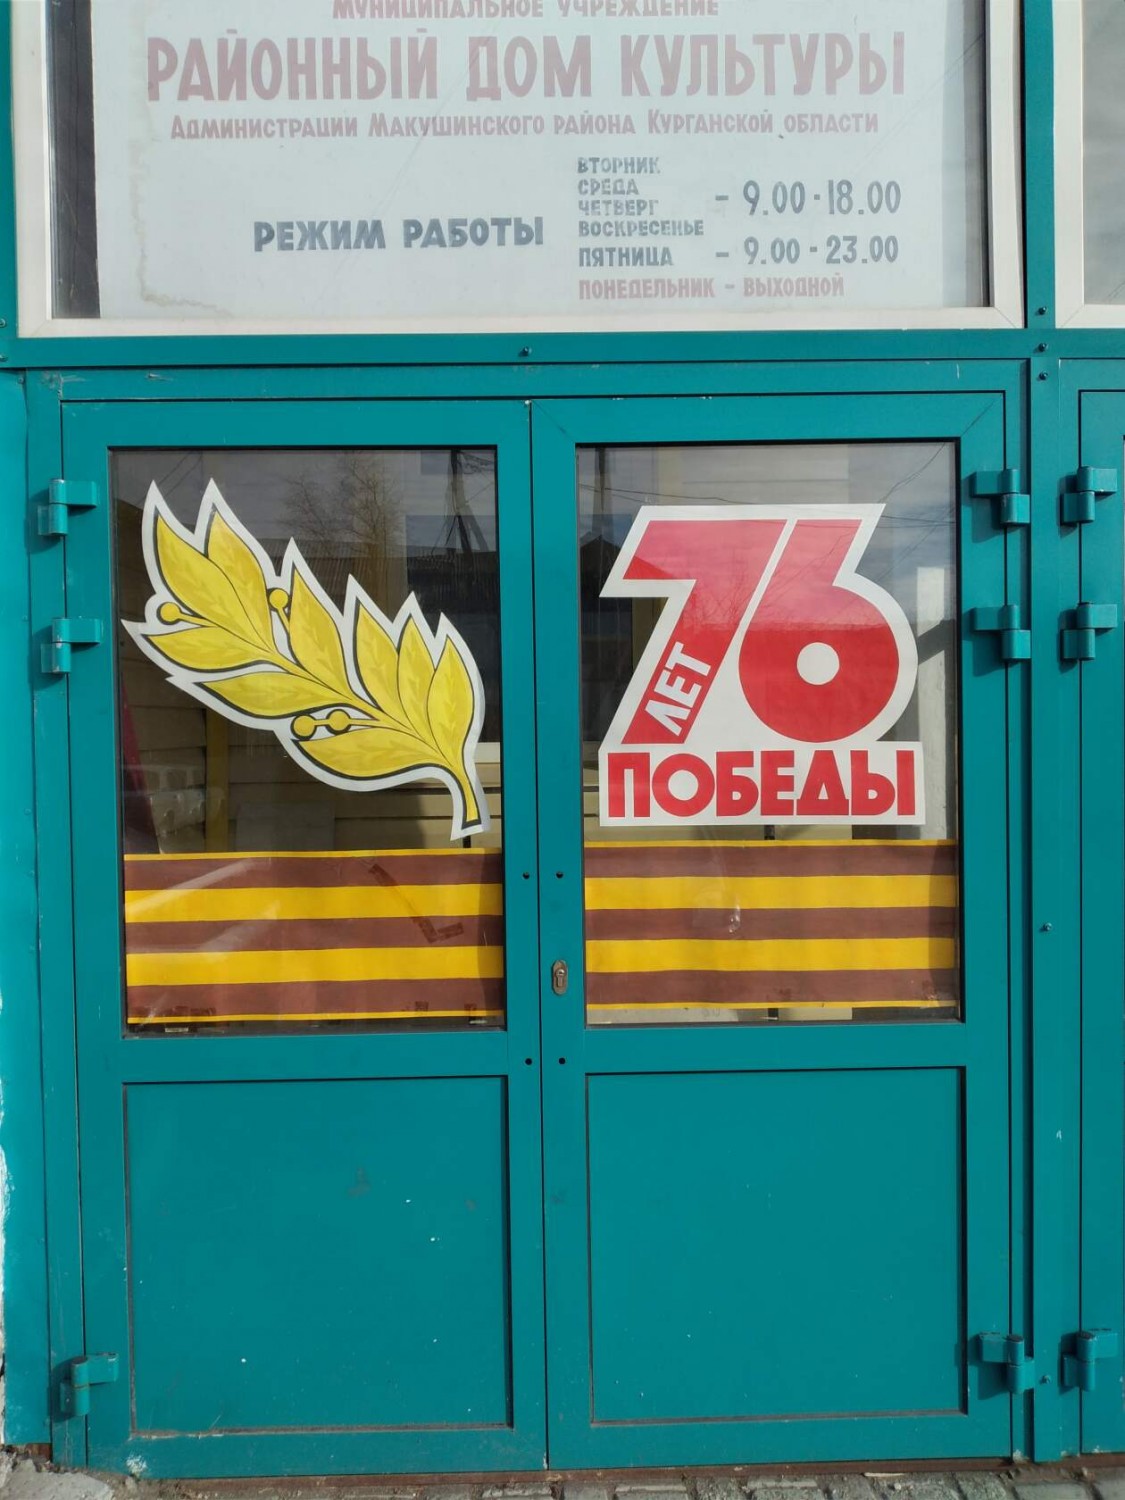 МУНИЦИПАЛЬНОЕ УЧРЕЖДЕНИЕ
РАЙОННЫЙ ДОМ КУЛЬТУРЫ
АДМИНИСТРАЦИИ МАКУШИНСКОГО РАЙОНА КУРГАНСКОЙ ОБЛАСТИ
РЕЖИМ РАБОТЫ
ВТОРНИК
СРЕДА
ЧЕТВЕРГ
ВОСКРЕСЕНЬЕ
- 9.00 - 18.00
ПЯТНИЦА - 9.00 - 23.00
ПОНЕДЕЛЬНИК - ВЫХОДНОЙ
76
ЛЕТ
ПОБЕДЫ